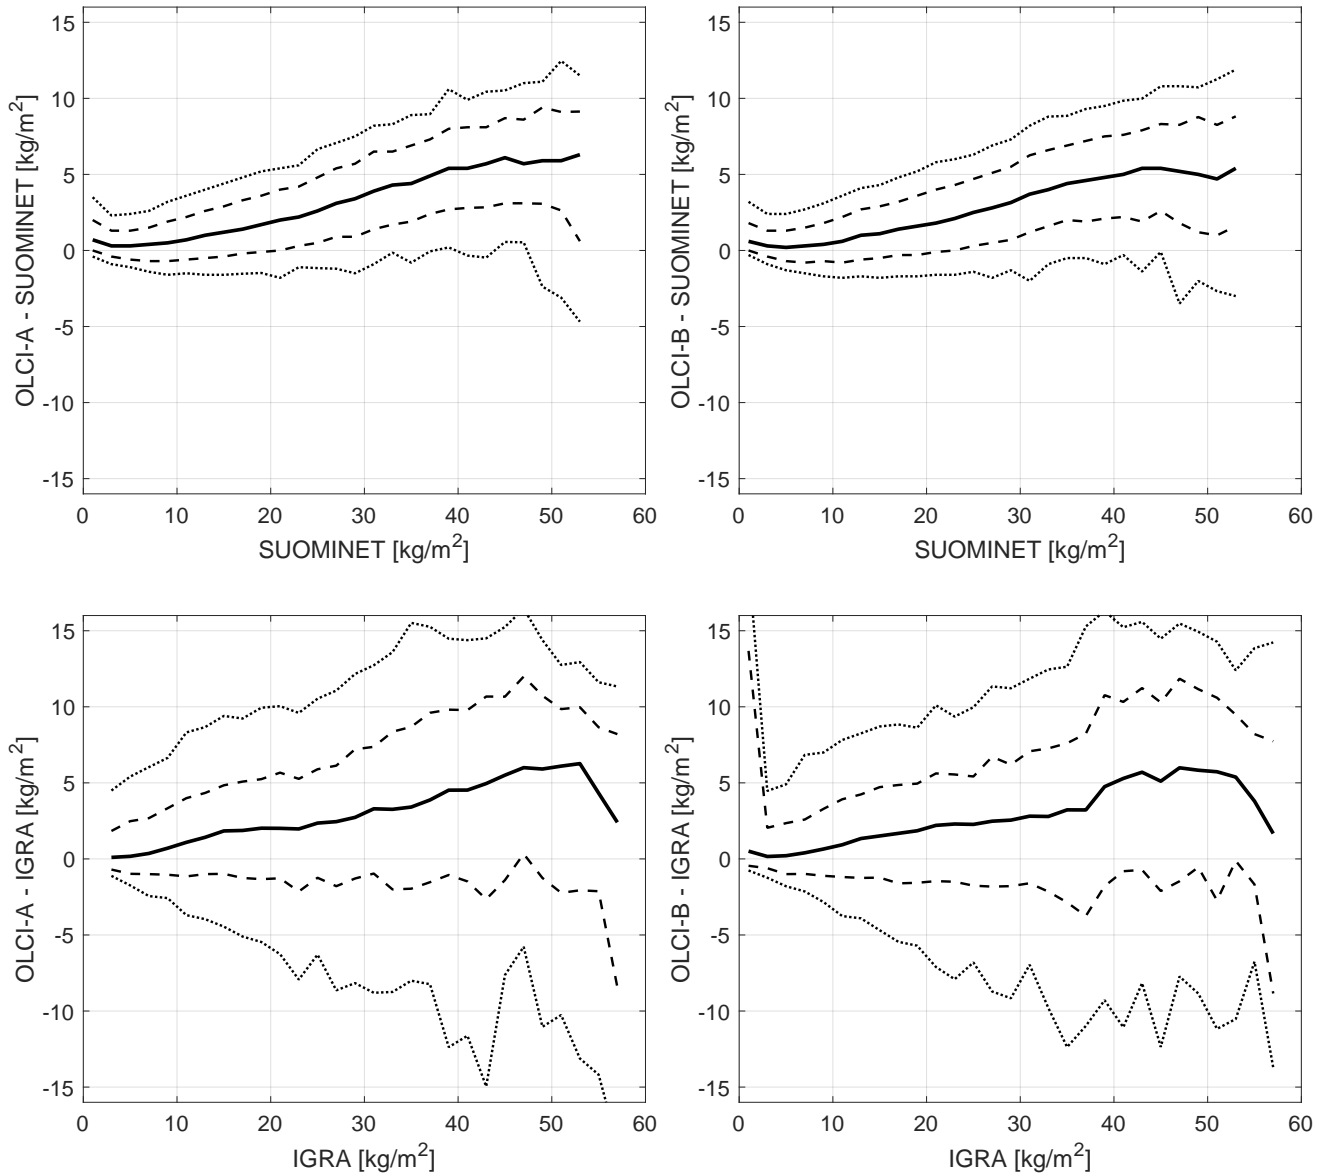 15
10
5
0
-5
-10
-15
OLCI-A - SUOMINET [kg/m²]
0 10 20 30 40 50 60
SUOMINET [kg/m²]
15
10
5
0
-5
-10
-15
OLCI-B - SUOMINET [kg/m²]
0 10 20 30 40 50 60
SUOMINET [kg/m²]
15
10
5
0
-5
-10
-15
OLCI-A - IGRA [kg/m²]
0 10 20 30 40 50 60
IGRA [kg/m²]
15
10
5
0
-5
-10
-15
OLCI-B - IGRA [kg/m²]
0 10 20 30 40 50 60
IGRA [kg/m²]